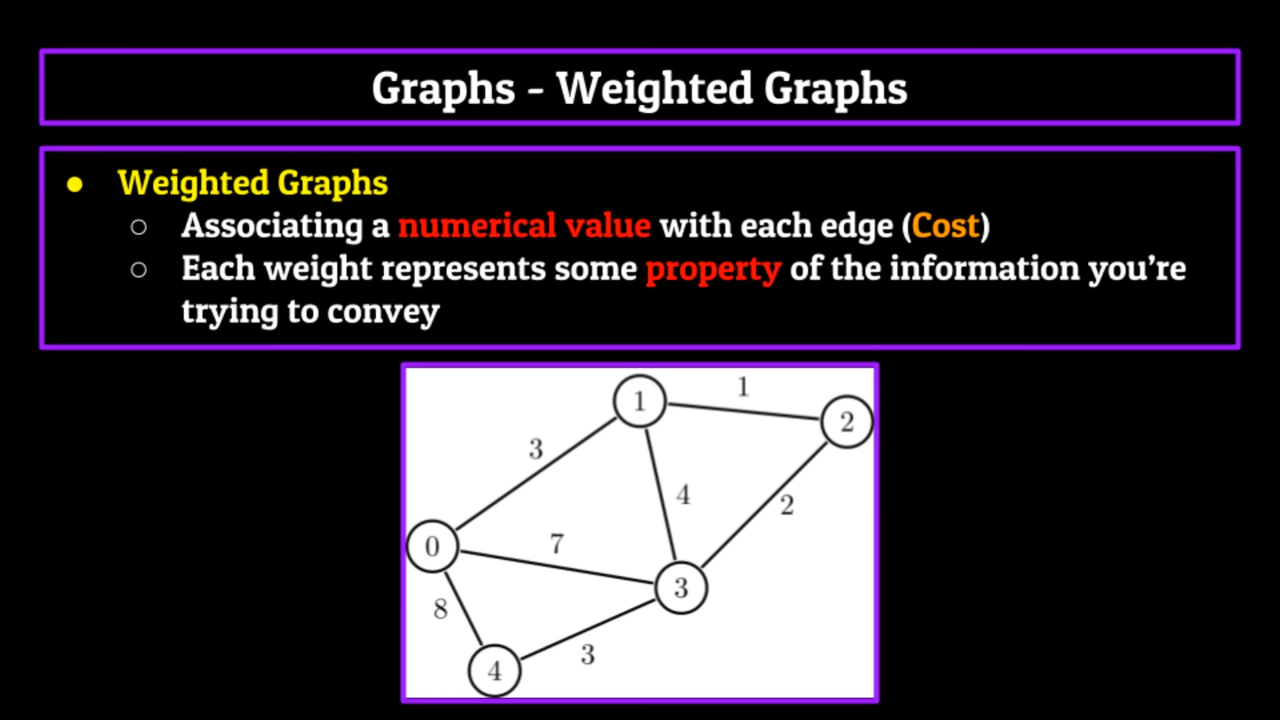 Graphs - Weighted Graphs
● Weighted Graphs
○ Associating a numerical value with each edge (Cost)
○ Each weight represents some property of the information you’re
trying to convey
1
1
2
3
4
2
0
7
3
8
4
3